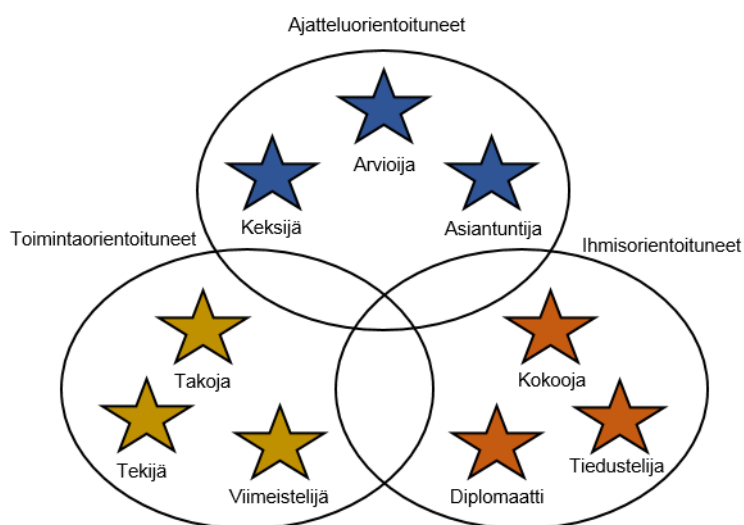 Ajatteluorientoituneet
Arvioija
Keksijä
Asiantuntija
Toimintaorientoituneet
Ihmisorientoituneet
Takoja
Kokooja
Tekijä
Tiedustelija
Viimeistelijä
Diplomaatti